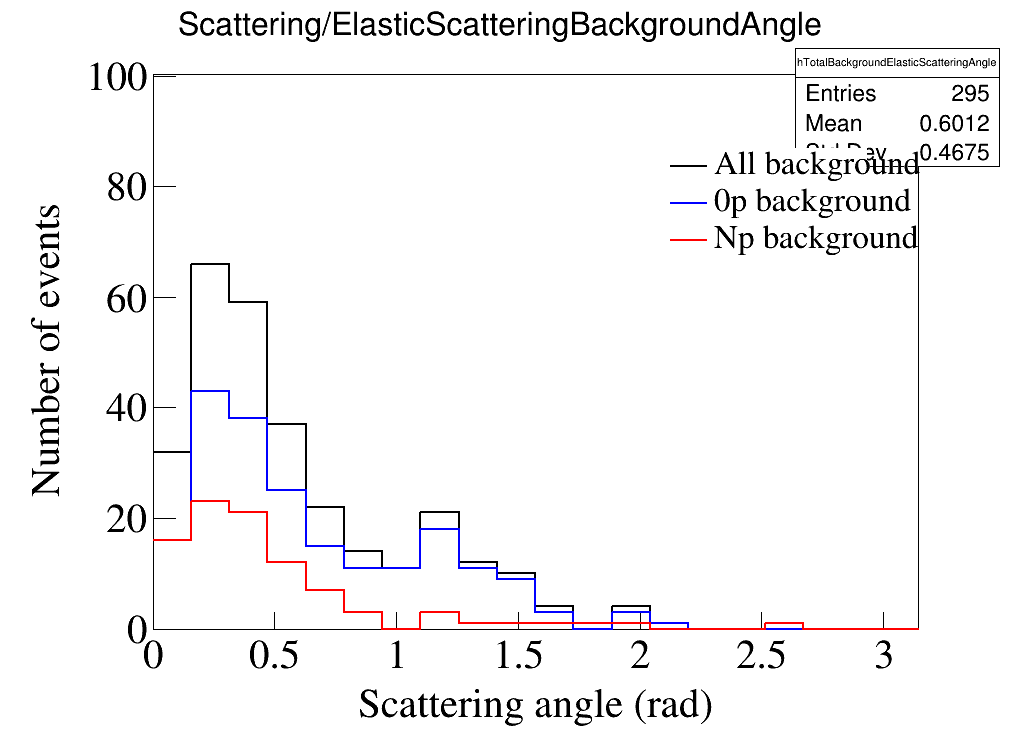 Scattering/ElasticScatteringBackgroundAngle
hTotalBackgroundElasticScatteringAngle
Entries 295
Mean 0.6012
Std Dev 0.4675
All background
0p background
Np background
100
80
60
40
20
0
0 0.5 1 1.5 2 2.5 3
Number of events
Scattering angle (rad)